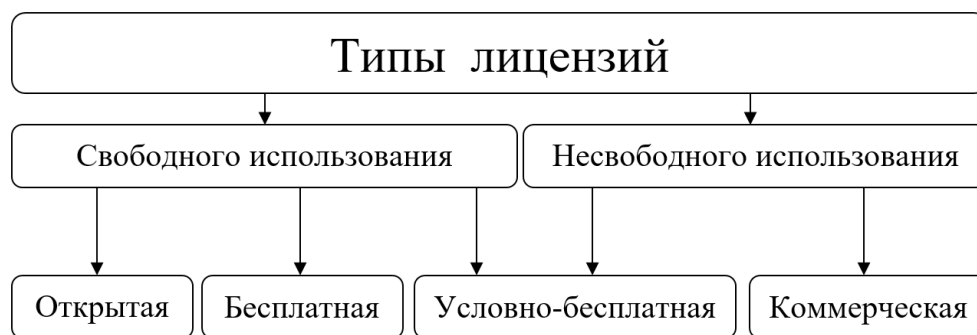 Типы лицензий
Свободного использования
Несвободного использования
Открытая
Бесплатная
Условно-бесплатная
Коммерческая